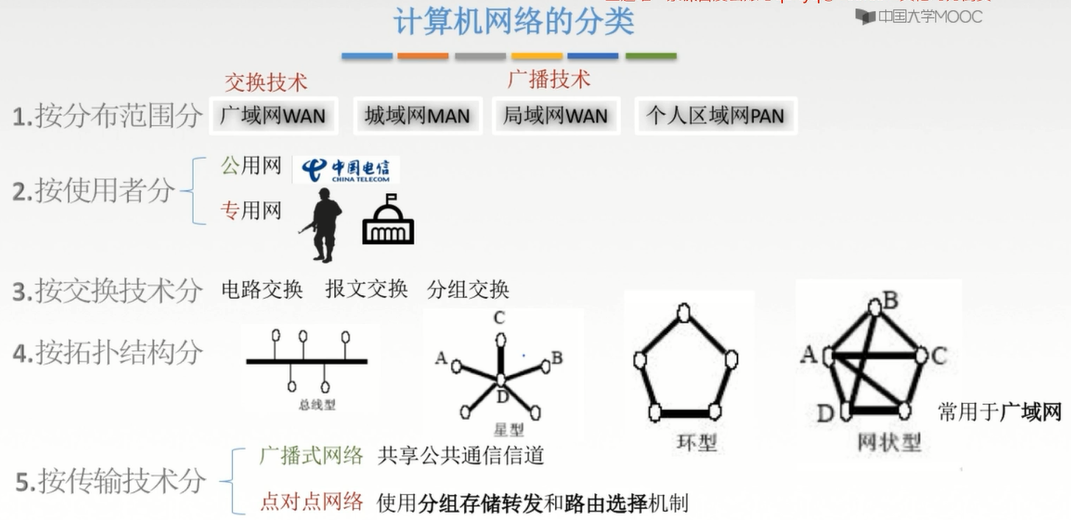 计算机网络的分类
中国大学MOOC
交换技术 广播技术
1.按分布范围分 广域网WAN 城域网MAN 局域网WAN 个人区域网PAN
2.按使用者分
公用网 中国电信
CHINA TELECOM
专用网
3.按交换技术分 电路交换 报文交换 分组交换
4.按拓扑结构分
总线型
C
A B
D
星型
环型
B
A C
D
网状型
常用于广域网
5.按传输技术分
广播式网络 共享公共通信信道
点对点网络 使用分组存储转发和路由选择机制